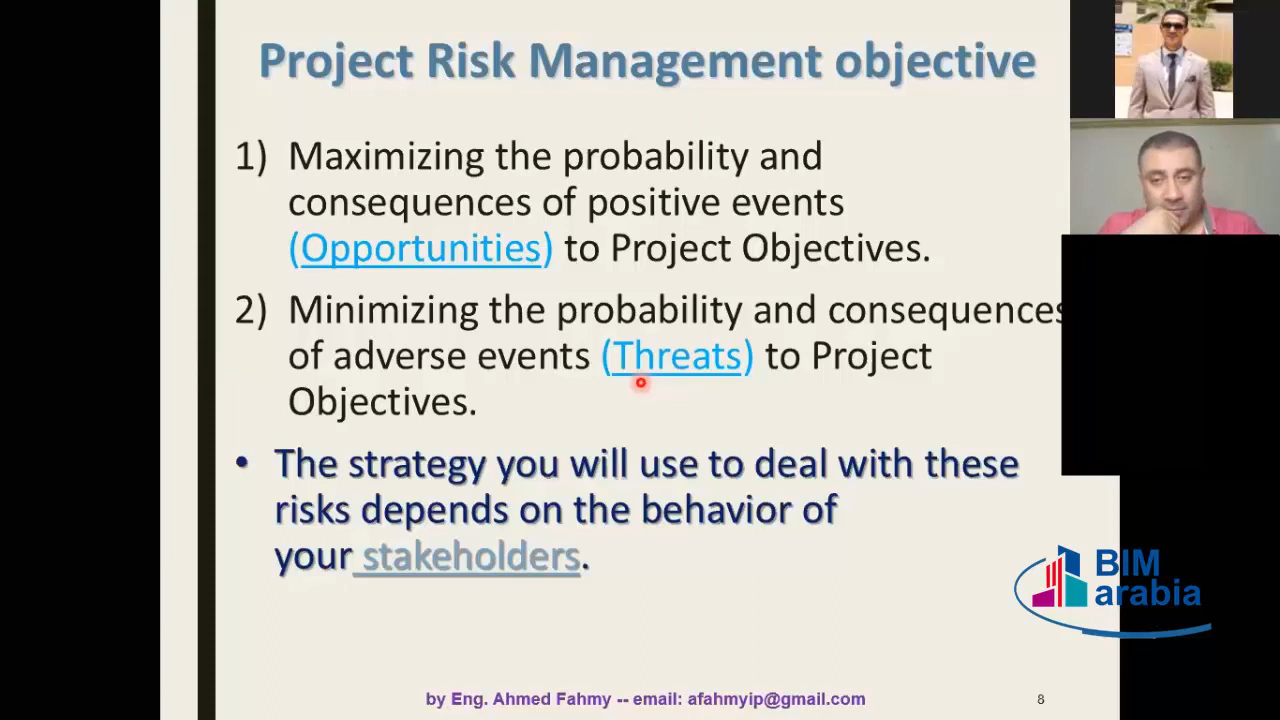 Project Risk Management objective
1) Maximizing the probability and
consequences of positive events
(Opportunities) to Project Objectives.
2) Minimizing the probability and consequences
of adverse events (Threats) to Project
Objectives.
• The strategy you will use to deal with these
risks depends on the behavior of
your stakeholders.
BIM
arabia
by Eng. Ahmed Fahmy -- email: afahmyip@gmail.com
8